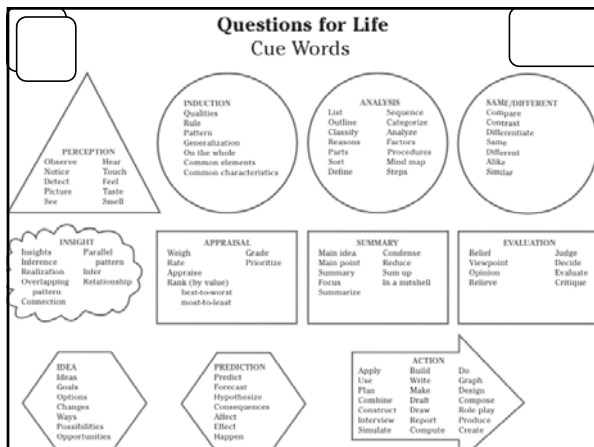 Questions for Life
Cue Words
PERCEPTION
Observe Hear
Notice Touch
Detect Feel
Picture Taste
See Smell
INDUCTION
Qualities
Rule
Pattern
Generalization
On the whole
Common elements
Common characteristics
ANALYSIS
List Sequence
Outline Categorize
Classify Analyze
Reasons Factors
Parts Procedures
Sort Mind map
Define Steps
SAME/DIFFERENT
Compare
Contrast
Differentiate
Same
Different
Alike
Similar
INSIGHT
Insights Parallel
Inference pattern
Realization Infer
Overlapping Relationship
pattern
Connection
APPRAISAL
Weigh Grade
Rate Prioritize
Appraise
Rank (by value)
best-to-worst
most-to-least
SUMMARY
Main idea Condense
Main point Reduce
Summary Sum up
Focus In a nutshell
Summarize
EVALUATION
Belief Judge
Viewpoint Decide
Opinion Evaluate
Believe Critique
IDEA
Ideas
Goals
Options
Changes
Ways
Possibilities
Opportunities
PREDICTION
Predict
Forecast
Hypothesize
Consequences
Affect
Effect
Happen
ACTION
Apply Build Do
Use Write Graph
Plan Make Design
Combine Draft Compose
Construct Draw Role play
Interview Report Produce
Simulate Compute Create